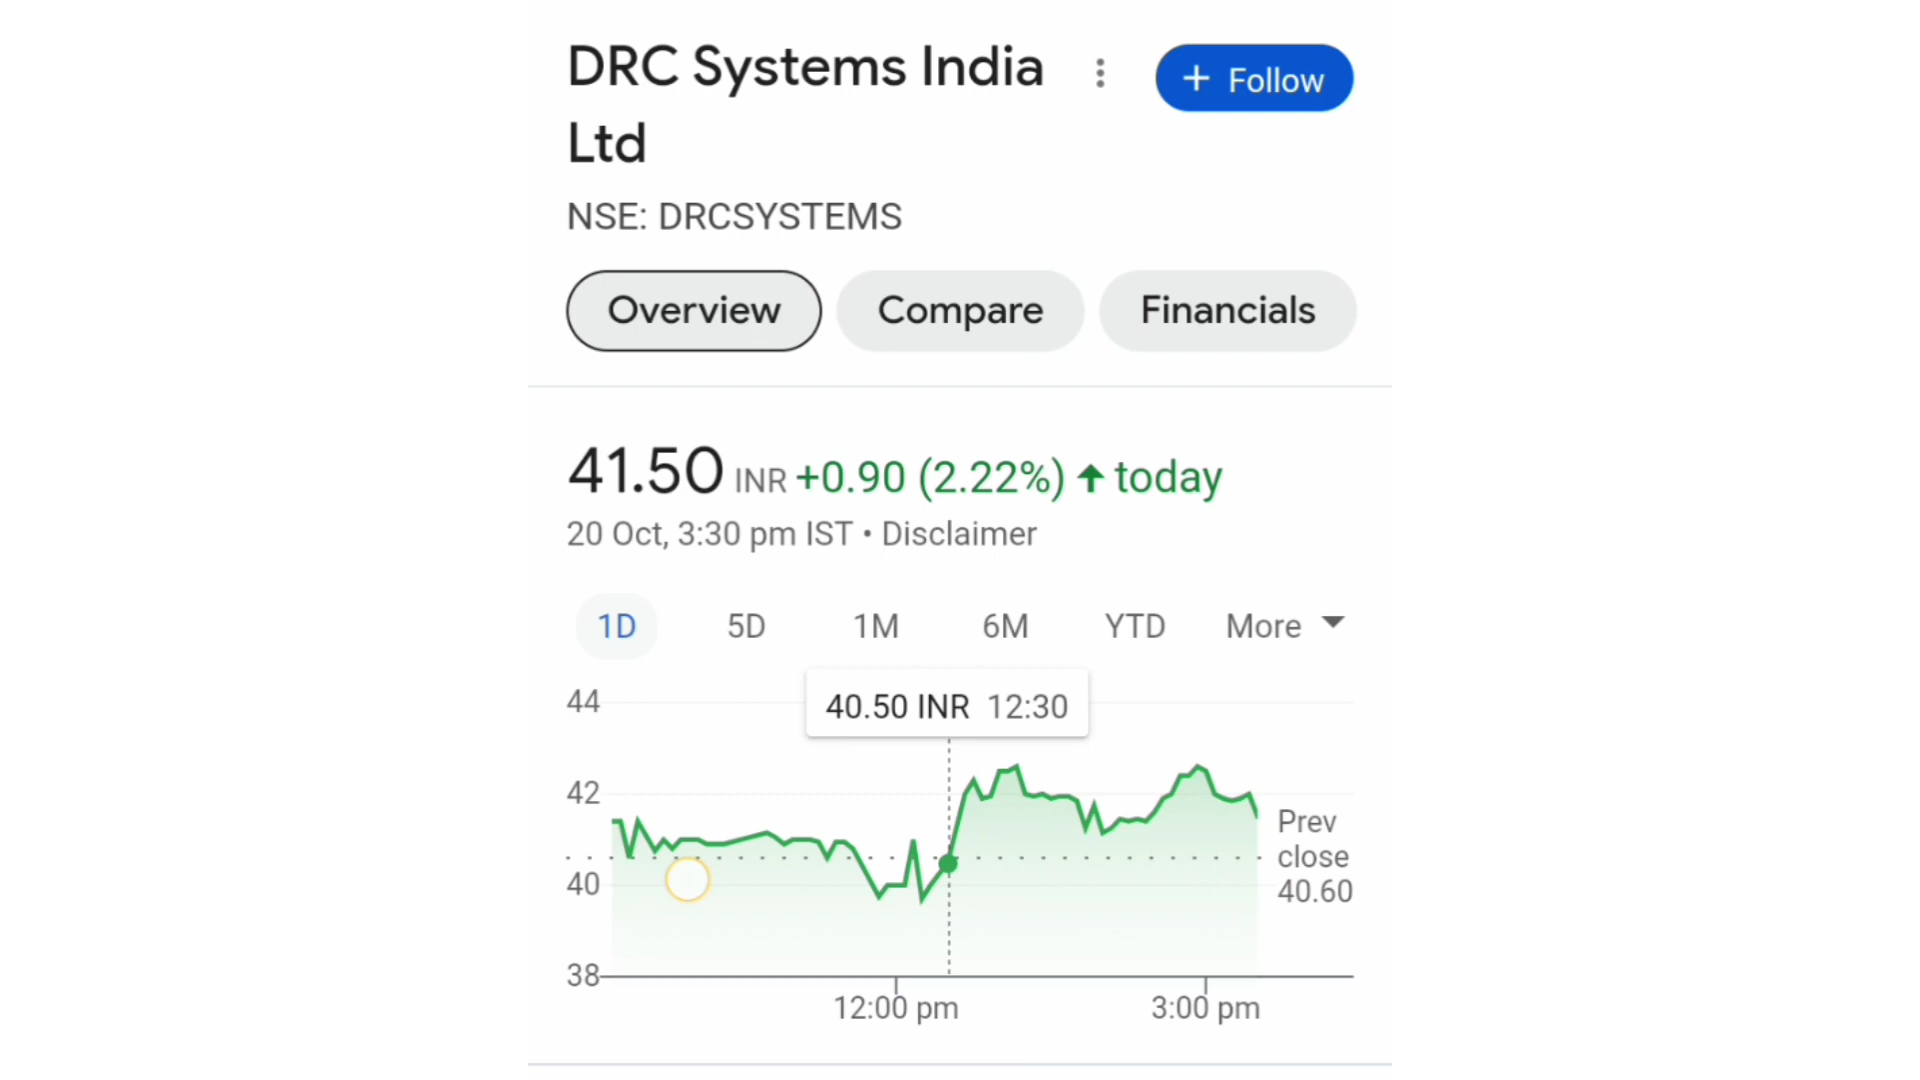 DRC Systems India
Ltd
+ Follow
NSE: DRCSYSTEMS
Overview Compare Financials
41.50 INR +0.90 (2.22%) ↑ today
20 Oct, 3:30 pm IST • Disclaimer
1D 5D 1M 6M YTD More
40.50 INR 12:30
44
42
40
38
Prev
close
40.60
12:00 pm 3:00 pm